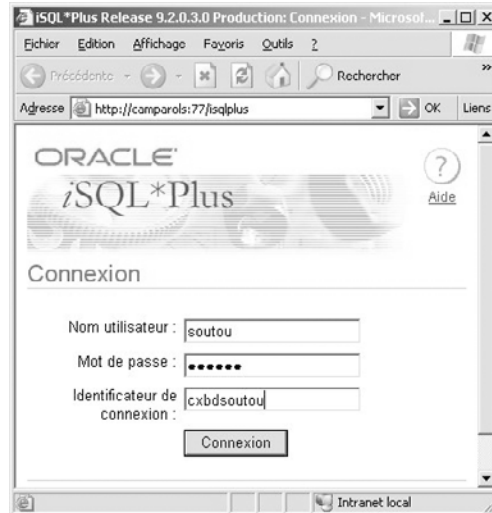 iSQL*Plus Release 9.2.0.3.0 Production: Connexion - Microsol...
Fichier Edition Affichage Favoris Outils ?
Précédente Rechercher »
Adresse http://camparols:77/isqlplus OK Liens
ORACLE'
iSQL*Plus
? Aide
Connexion
Nom utilisateur : soutou
Mot de passe : ••••••
Identificateur de
connexion : cxbdsoutou
Connexion
Intranet local